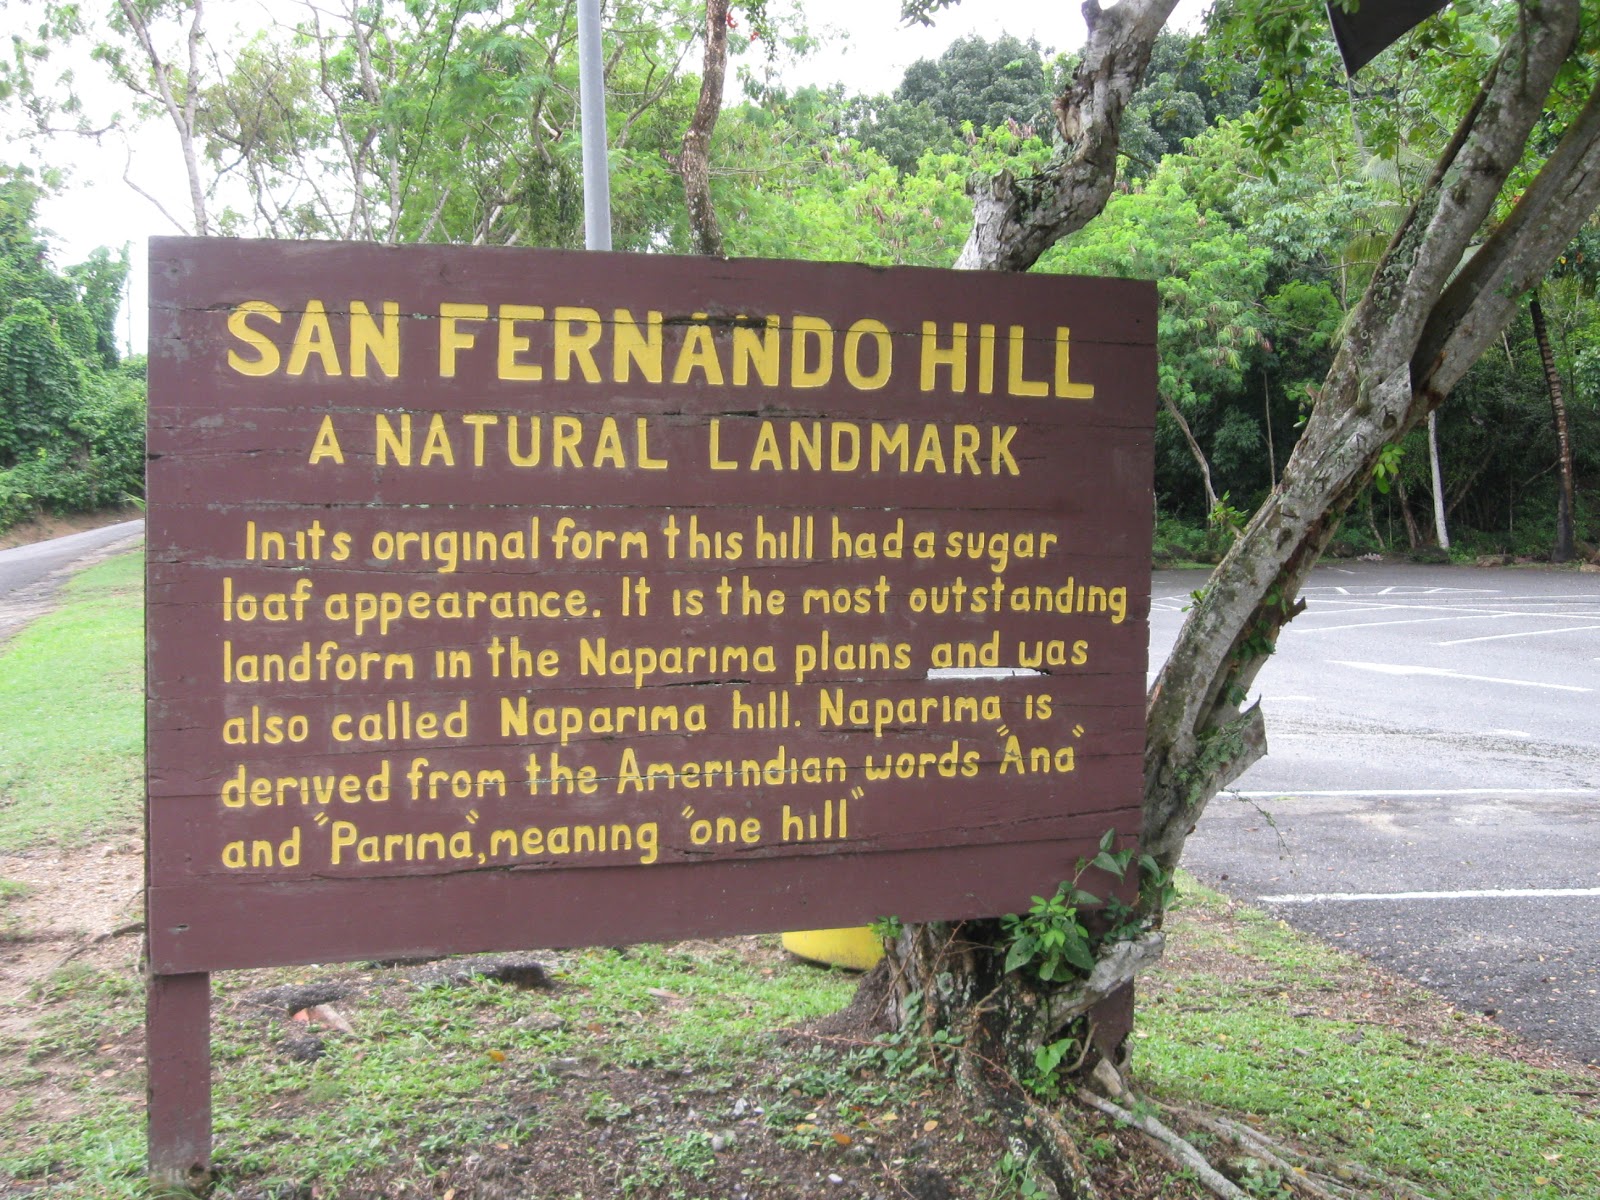 SAN FERNANDO HILL
A NATURAL LANDMARK
In its original form this hill had a sugar
loaf appearance. It is the most outstanding
landform in the Naparima plains and was
also called Naparima hill. Naparima is
derived from the Amerindian words "Ana"
and "Parima", meaning "one hill"